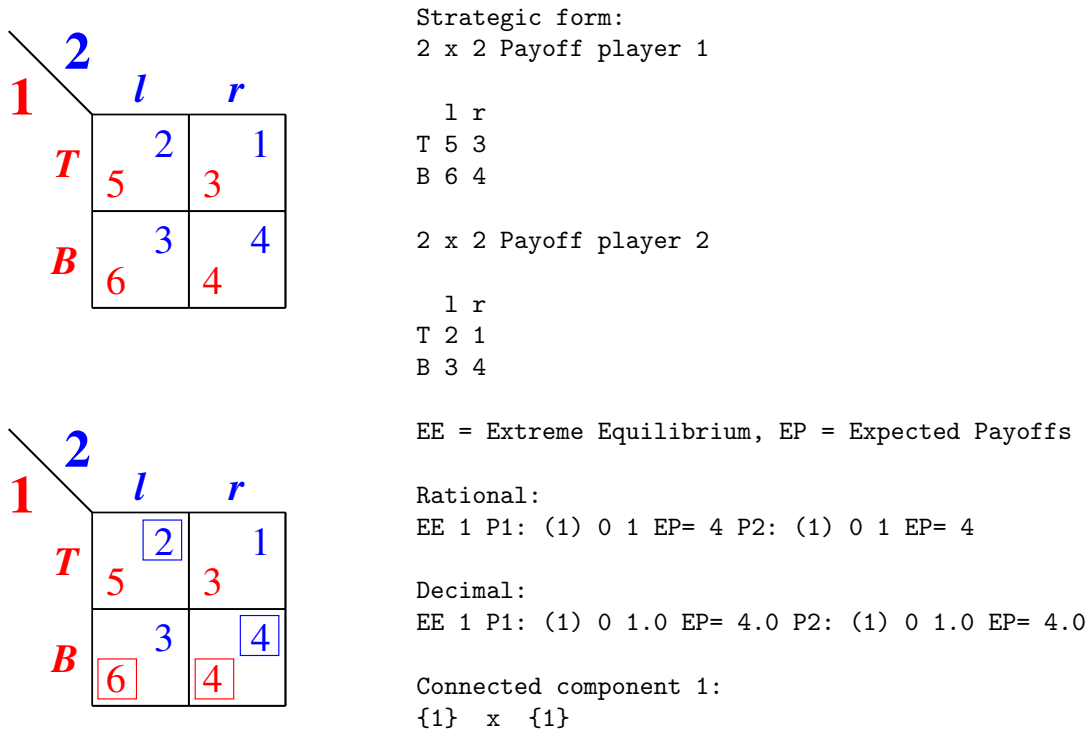 2
1
l r
T 2 1
5 3
B 3 4
6 4
2
1
l r
T 2 1
5 3
B 3 4
6 4
Strategic form:
2 x 2 Payoff player 1
l r
T 5 3
B 6 4
2 x 2 Payoff player 2
l r
T 2 1
B 3 4
EE = Extreme Equilibrium, EP = Expected Payoffs
Rational:
EE 1 P1: (1) 0 1 EP= 4 P2: (1) 0 1 EP= 4
Decimal:
EE 1 P1: (1) 0 1.0 EP= 4.0 P2: (1) 0 1.0 EP= 4.0
Connected component 1:
{1} x {1}